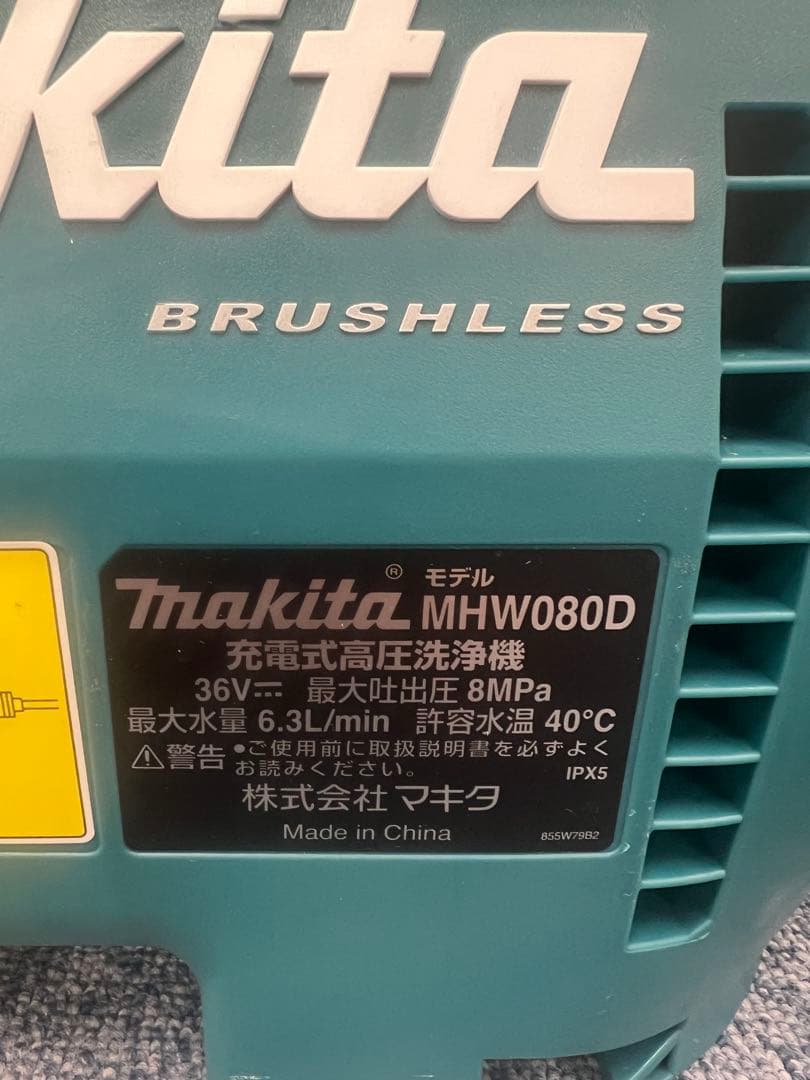 kita
BRUSHLESS
makita® モデル MHW080D
充電式高圧洗浄機
36V⎓ 最大吐出圧 8MPa
最大水量 6.3L/min 許容水温 40°C
⚠警告 ●ご使用前に取扱説明書を必ずよく
お読みください。
IPX5
株式会社 マキタ
Made in China 855W79B2